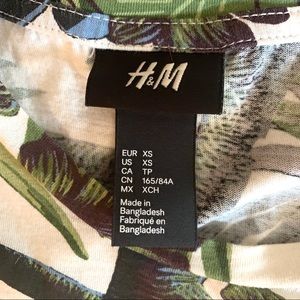 H&M
EUR XS
US XS
CA TP
CN 165/84A
MX XCH
Made in
Bangladesh
Fabriqué en
Bangladesh